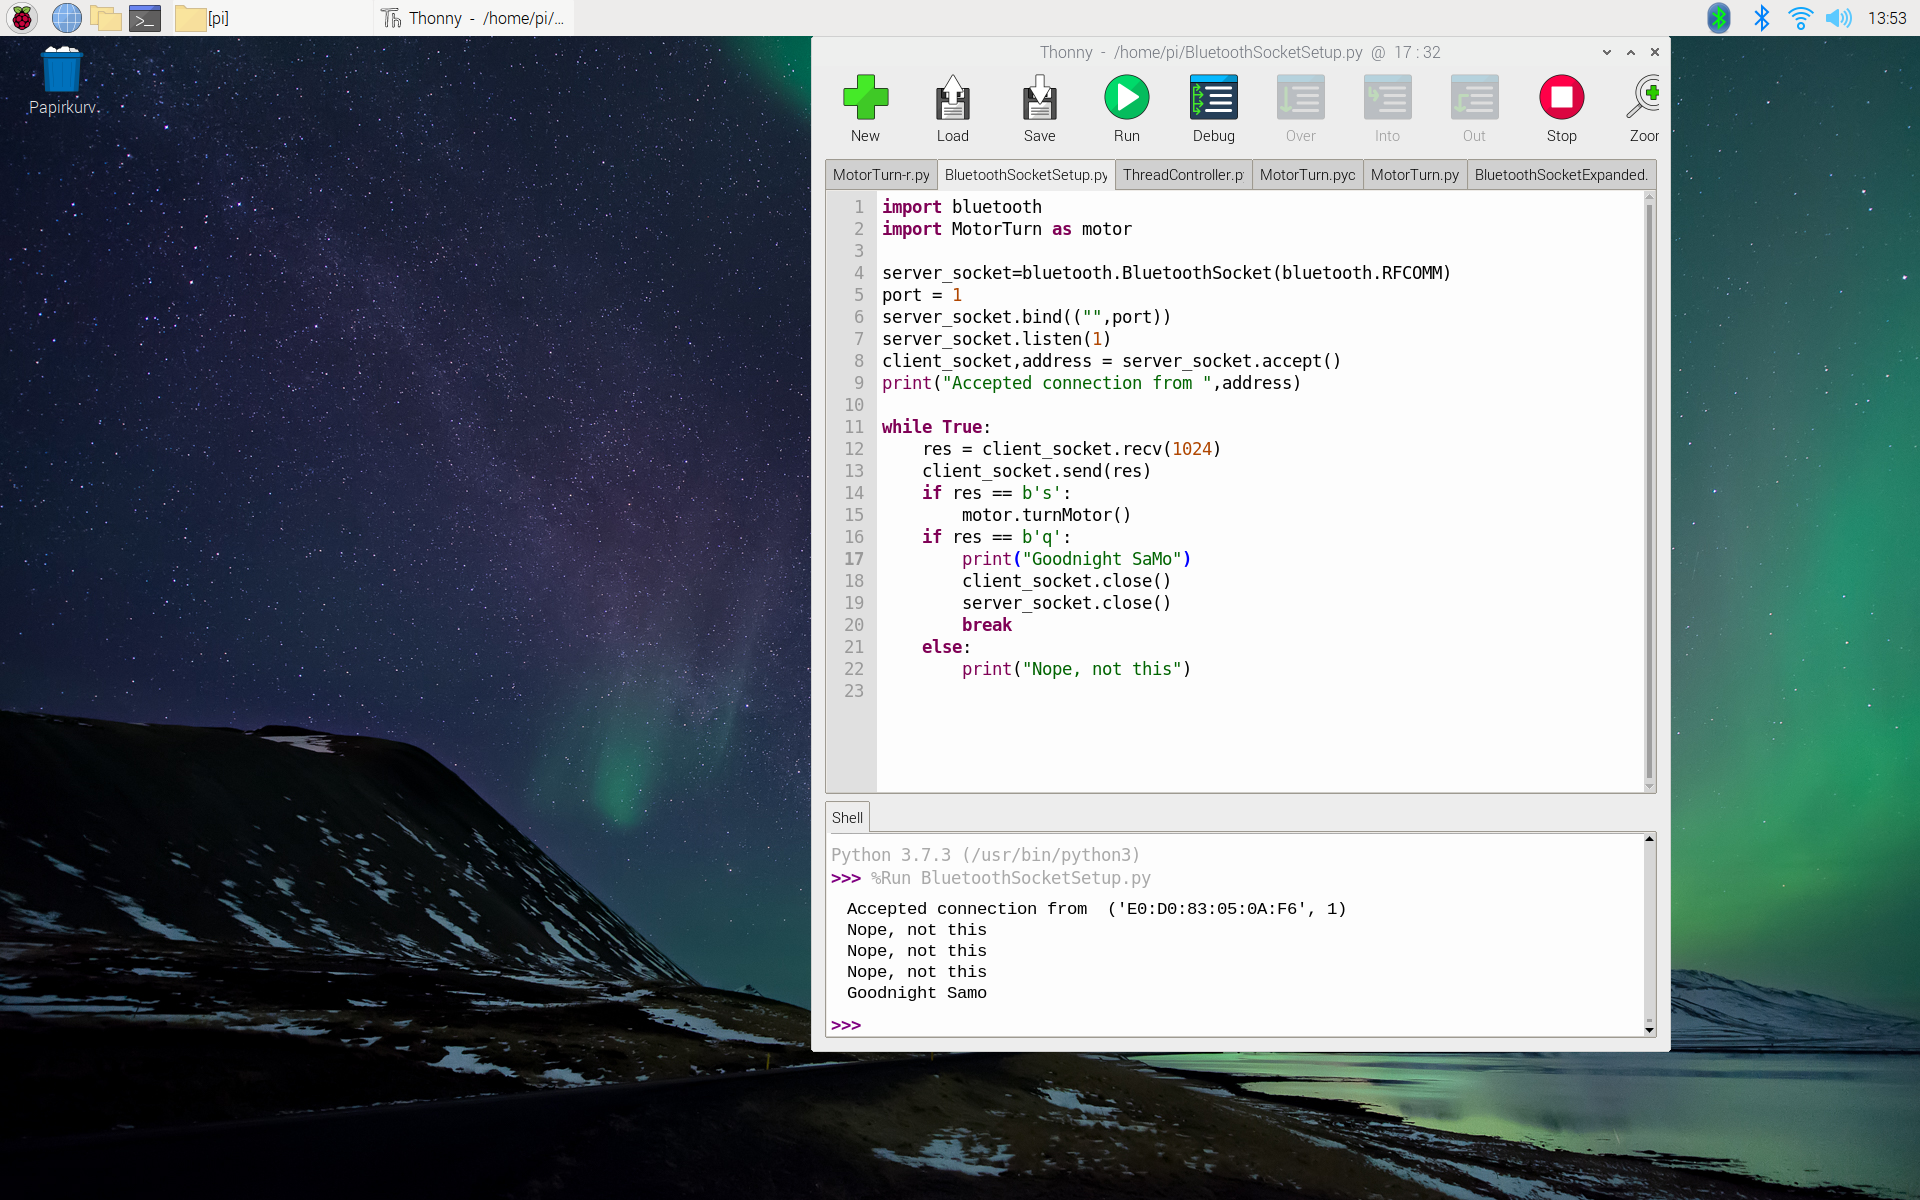 [pi]
Thonny - /home/pi/...
13:53
Papirkurv
Thonny - /home/pi/BluetoothSocketSetup.py @ 17 : 32
New Load Save Run Debug Over Into Out Stop Zoor
MotorTurn-r.py BluetoothSocketSetup.py ThreadController.p MotorTurn.pyc MotorTurn.py BluetoothSocketExpanded.
1 import bluetooth
2 import MotorTurn as motor
3
4 server_socket=bluetooth.BluetoothSocket(bluetooth.RFCOMM)
5 port = 1
6 server_socket.bind(("",port))
7 server_socket.listen(1)
8 client_socket,address = server_socket.accept()
9 print("Accepted connection from ",address)
10
11 while True:
12     res = client_socket.recv(1024)
13     client_socket.send(res)
14     if res == b's':
15         motor.turnMotor()
16     if res == b'q':
17         print("Goodnight SaMo")
18         client_socket.close()
19         server_socket.close()
20         break
21     else:
22         print("Nope, not this")
23
Shell
Python 3.7.3 (/usr/bin/python3)
>>> %Run BluetoothSocketSetup.py
Accepted connection from  ('E0:D0:83:05:0A:F6', 1)
Nope, not this
Nope, not this
Nope, not this
Goodnight Samo
>>>